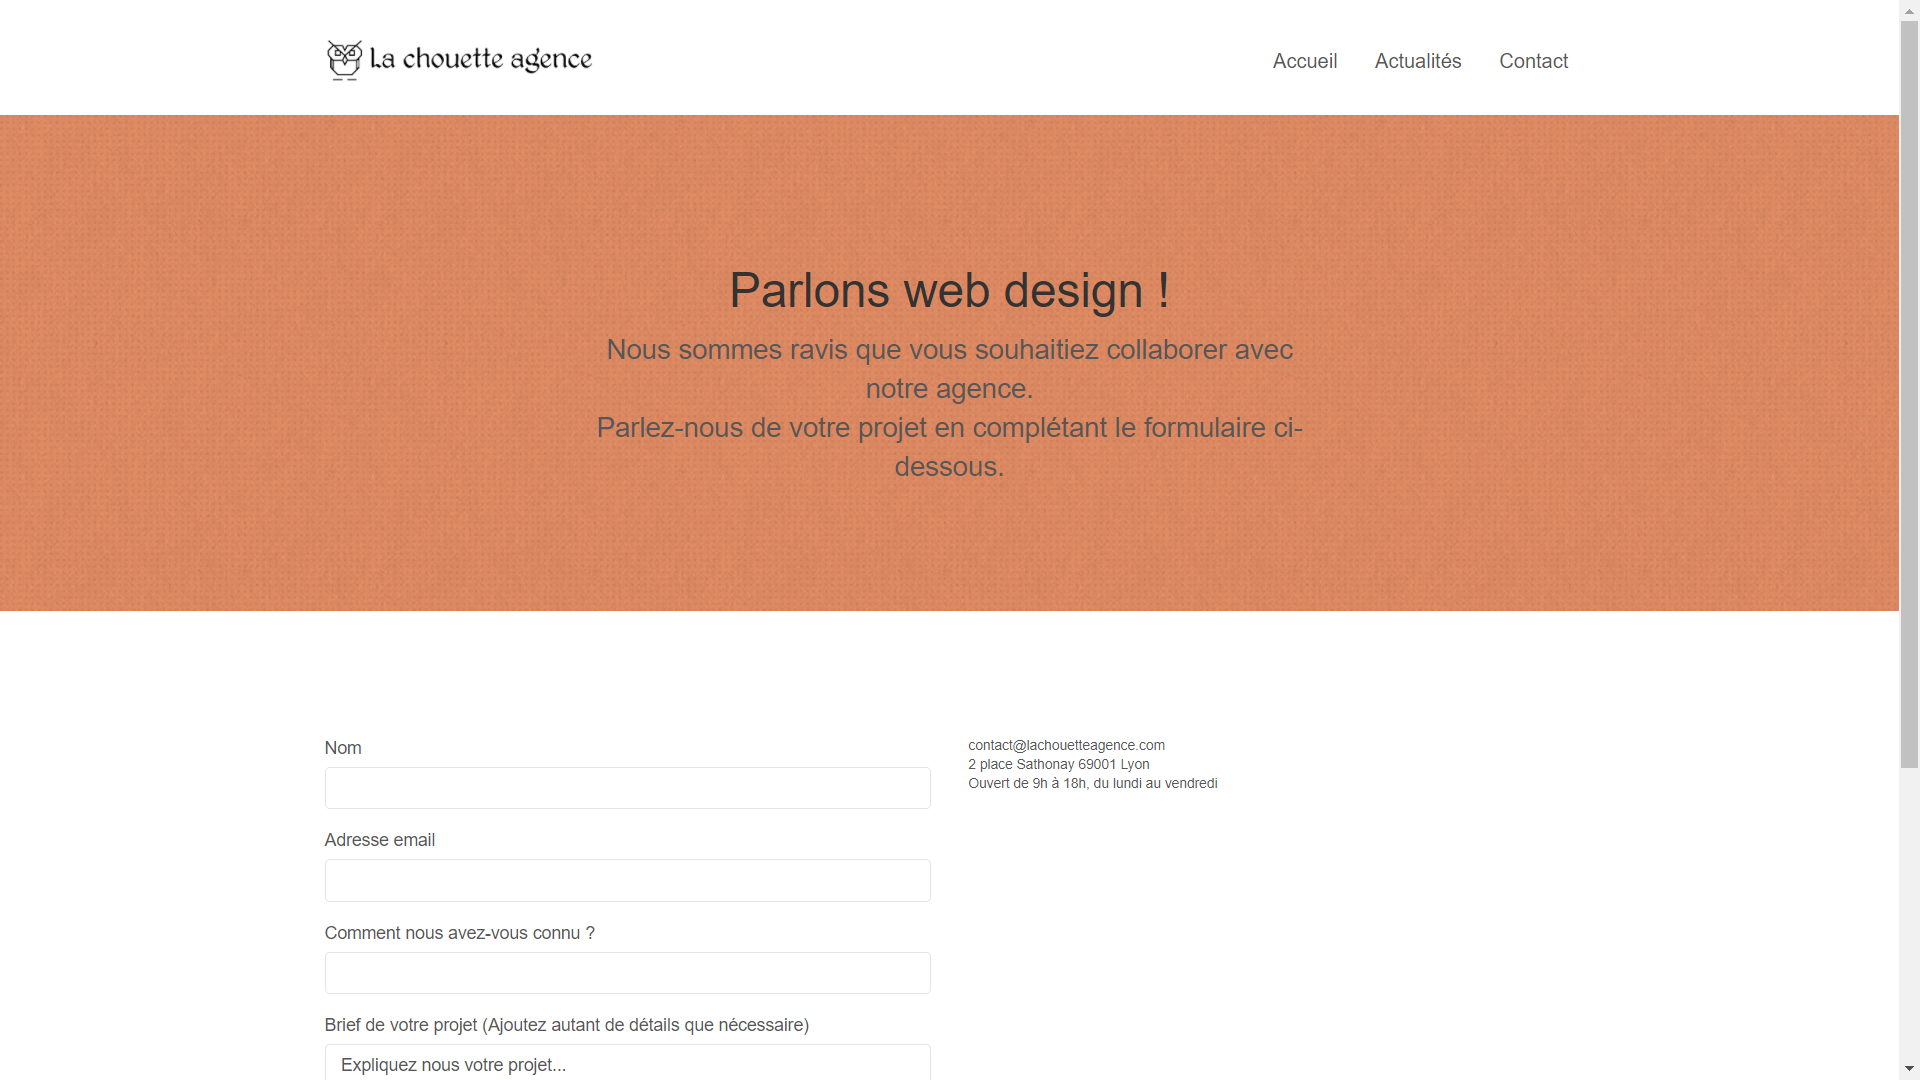 La chouette agence
Accueil
Actualités
Contact
Parlons web design !
Nous sommes ravis que vous souhaitiez collaborer avec
notre agence.
Parlez-nous de votre projet en complétant le formulaire ci-
dessous.
Nom
Adresse email
Comment nous avez-vous connu ?
Brief de votre projet (Ajoutez autant de détails que nécessaire)
Expliquez nous votre projet...
contact@lachouetteagence.com
2 place Sathonay 69001 Lyon
Ouvert de 9h à 18h, du lundi au vendredi